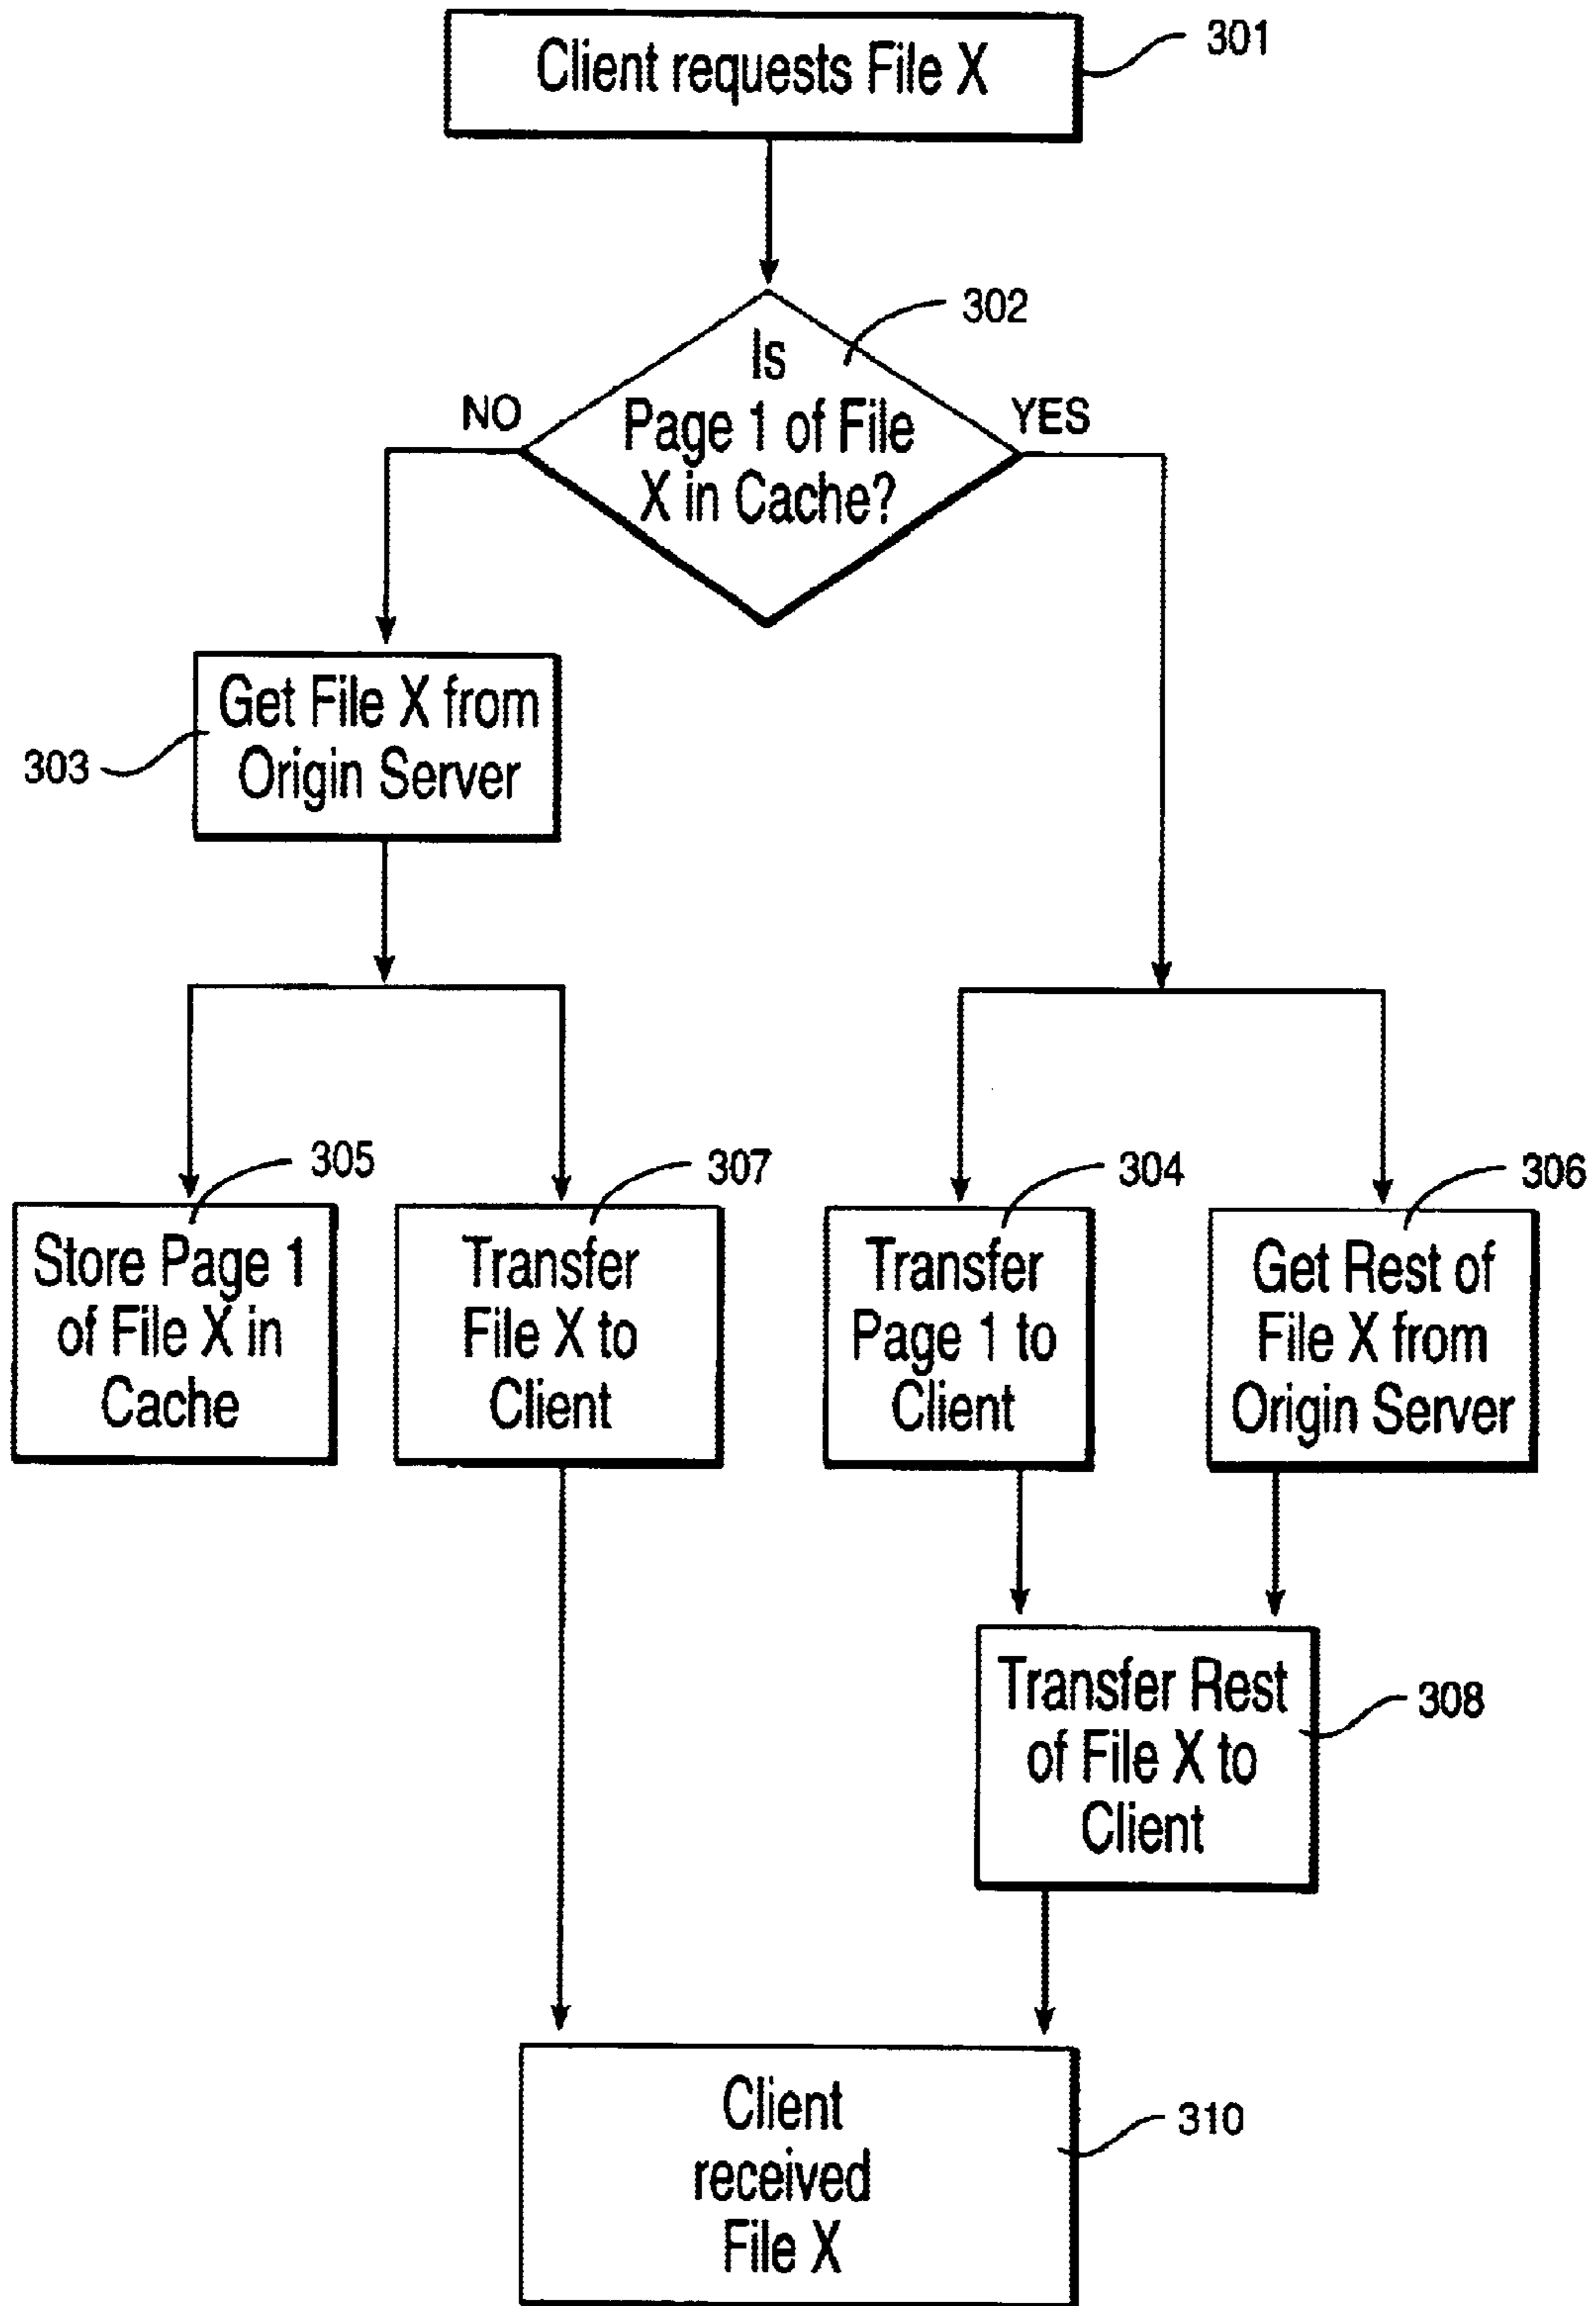 Client requests File X
301
302
Is
Page 1 of File
X in Cache?
NO
YES
Get File X from
Origin Server
303
305
Store Page 1
of File X in
Cache
307
Transfer
File X to
Client
304
Transfer
Page 1 to
Client
306
Get Rest of
File X from
Origin Server
Transfer Rest
of File X to
Client
308
Client
received
File X
310